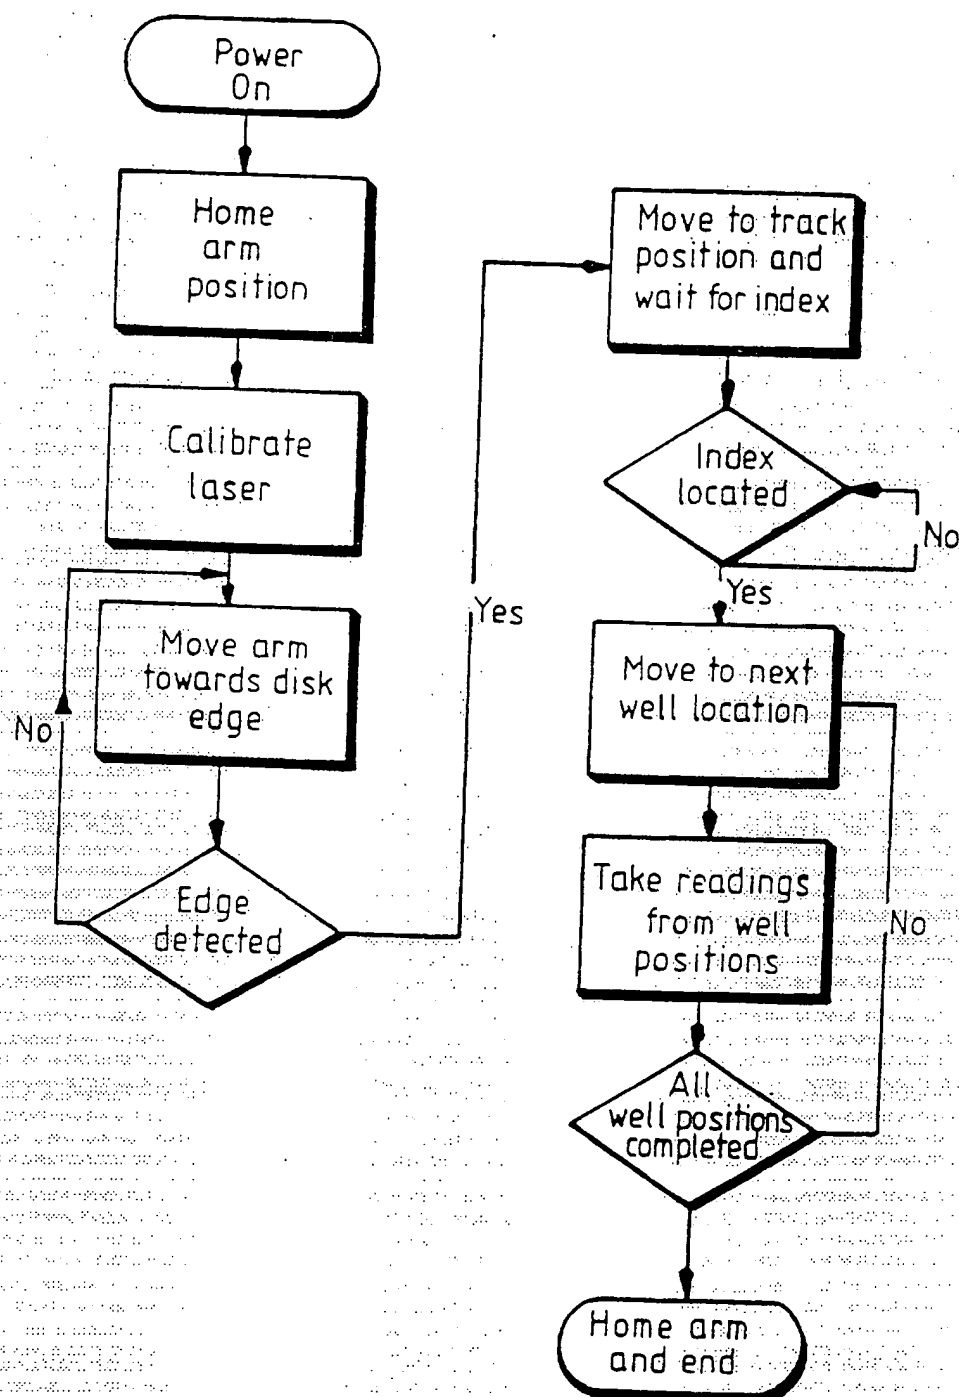 Power
On
Home
arm
position
Calibrate
laser
Move arm
towards disk
edge
No
Edge
detected
Yes
Move to track
position and
wait for index
Index
located
No
Yes
Move to next
well location
Take readings
from well
positions
No
All
well positions
completed
Home arm
and end